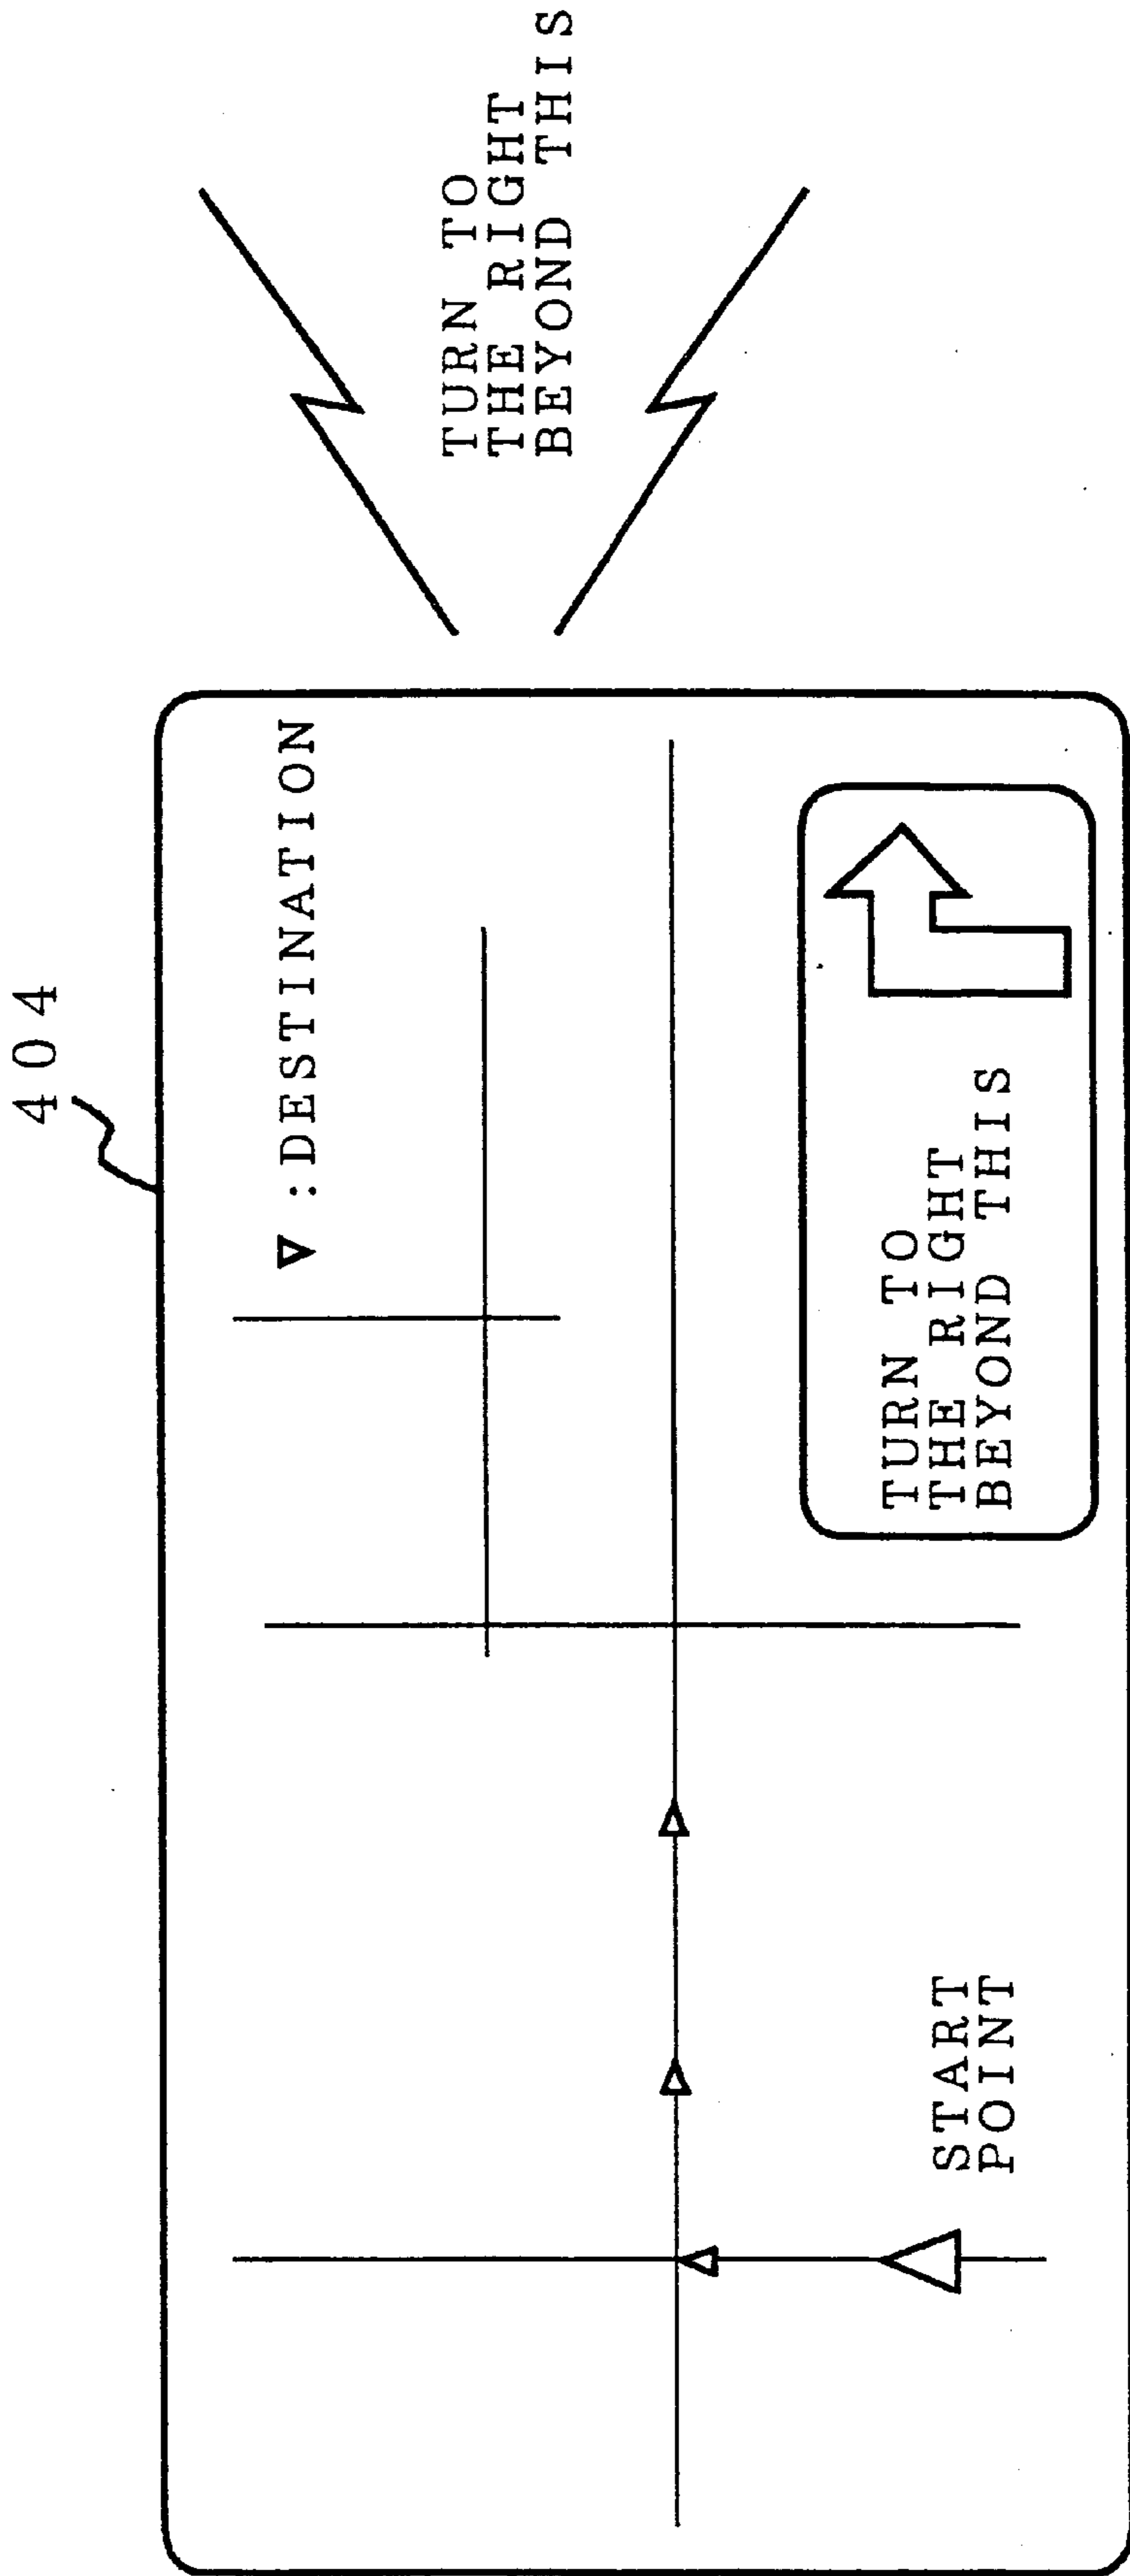 404
▼:DESTINATION
START
POINT
TURN TO
THE RIGHT
BEYOND THIS
TURN TO
THE RIGHT
BEYOND THIS